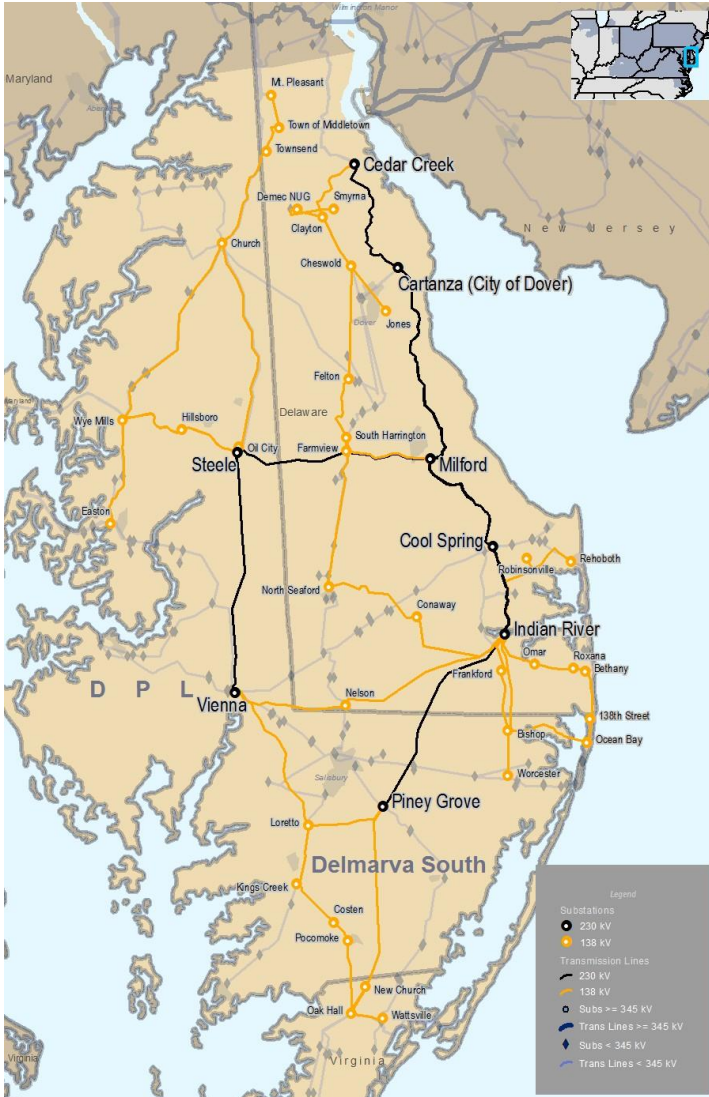 Wilmington Manor
Maryland
Mt. Pleasant
Town of Middletown
Townsend
Cedar Creek
Demec NUG
Smyrna
Clayton
New Jersey
Church
Cheswold
Cartanza (City of Dover)
Dover
Jones
Felton
Delaware
Wye Mills
Hillsboro
South Harrington
Oil City
Farmview
Steele
Milford
Easton
Cool Spring
Robinsonville
Rehoboth
North Seaford
Conaway
Indian River
Omar
Roxana
Bethany
Frankford
D P L
Vienna
Nelson
138th Street
Bishop
Ocean Bay
Salisbury
Worcester
Piney Grove
Loretto
Delmarva South
Kings Creek
Costen
Pocomoke
New Church
Oak Hall
Wattsville
Virginia
Virginia
Legend
Substations
230 kV
138 kV
Transmission Lines
230 kV
138 kV
Subs >= 345 kV
Trans Lines >= 345 kV
Subs < 345 kV
Trans Lines < 345 kV